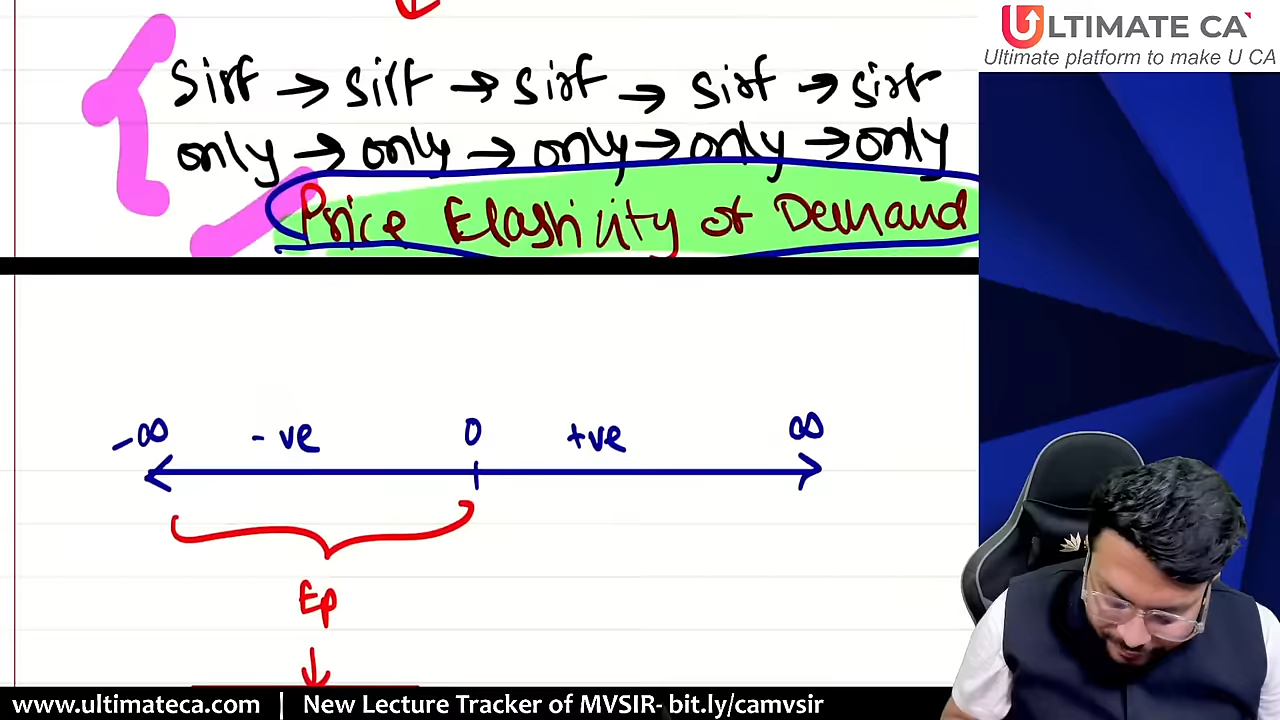 ULTIMATE CA
Ultimate platform to make U CA
Sirf → Sirf → Sirf → Sirf → Sirf
only → only → only → only → only
Price Elasticity of Demand
-∞ -ve 0 +ve ∞
Ep
www.ultimateca.com | New Lecture Tracker of MVSIR- bit.ly/camvsir